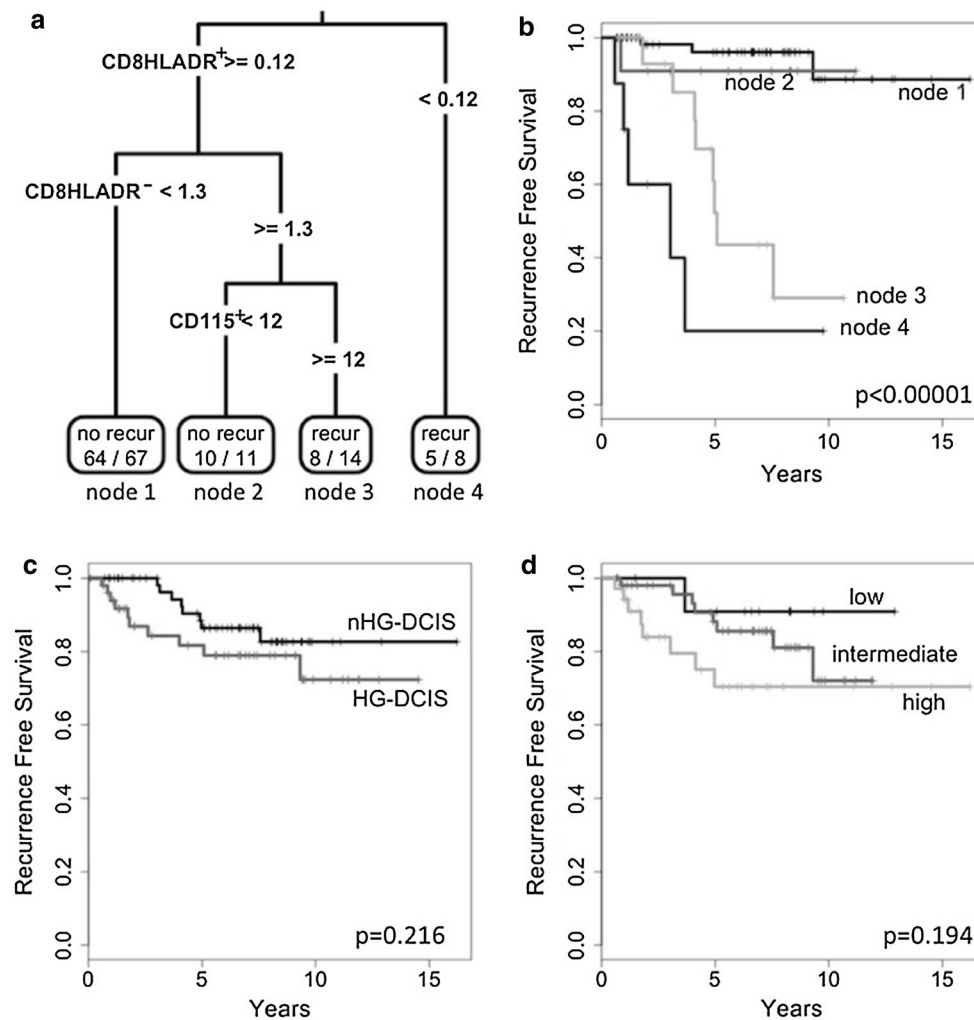 a
CD8HLADR+>= 0.12
< 0.12
CD8HLADR- < 1.3
>= 1.3
CD115+< 12
>= 12
no recur
64 / 67
node 1
no recur
10 / 11
node 2
recur
8 / 14
node 3
recur
5 / 8
node 4
b
Recurrence Free Survival
1.0
0.8
0.6
0.4
0.2
0.0
node 2
node 1
node 3
node 4
p<0.00001
0 5 10 15
Years
c
Recurrence Free Survival
1.0
0.8
0.6
0.4
0.2
0.0
nHG-DCIS
HG-DCIS
p=0.216
0 5 10 15
Years
d
Recurrence Free Survival
1.0
0.8
0.6
0.4
0.2
0.0
low
intermediate
high
p=0.194
0 5 10 15
Years